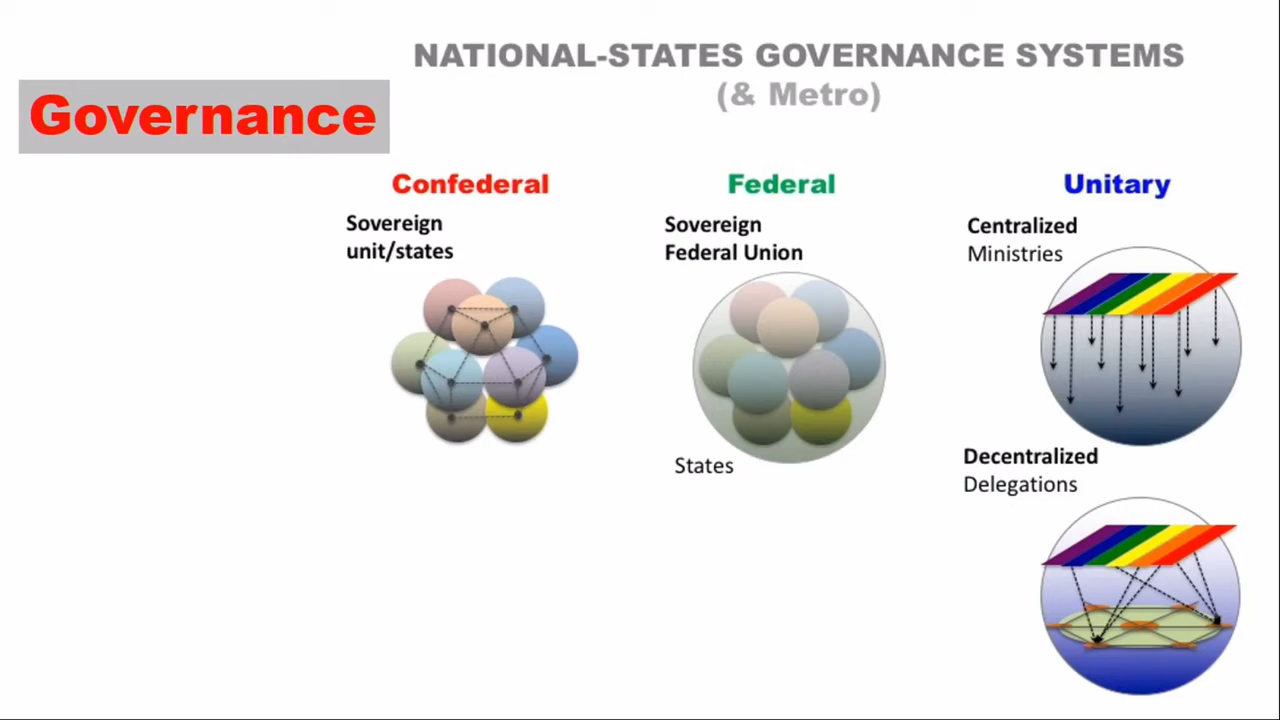 NATIONAL-STATES GOVERNANCE SYSTEMS
(& Metro)
Governance
Confederal
Sovereign
unit/states
Federal
Sovereign
Federal Union
States
Unitary
Centralized
Ministries
Decentralized
Delegations